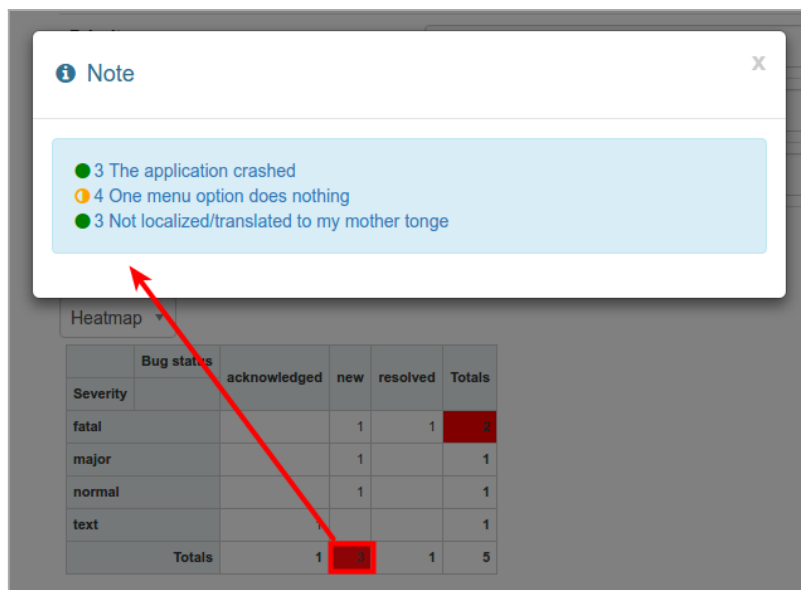 Note
x
3 The application crashed
4 One menu option does nothing
3 Not localized/translated to my mother tonge
Heatmap
Bug status acknowledged new resolved Totals
Severity
fatal 1 1 2
major 1 1
normal 1 1
text 1 1
Totals 1 3 1 5